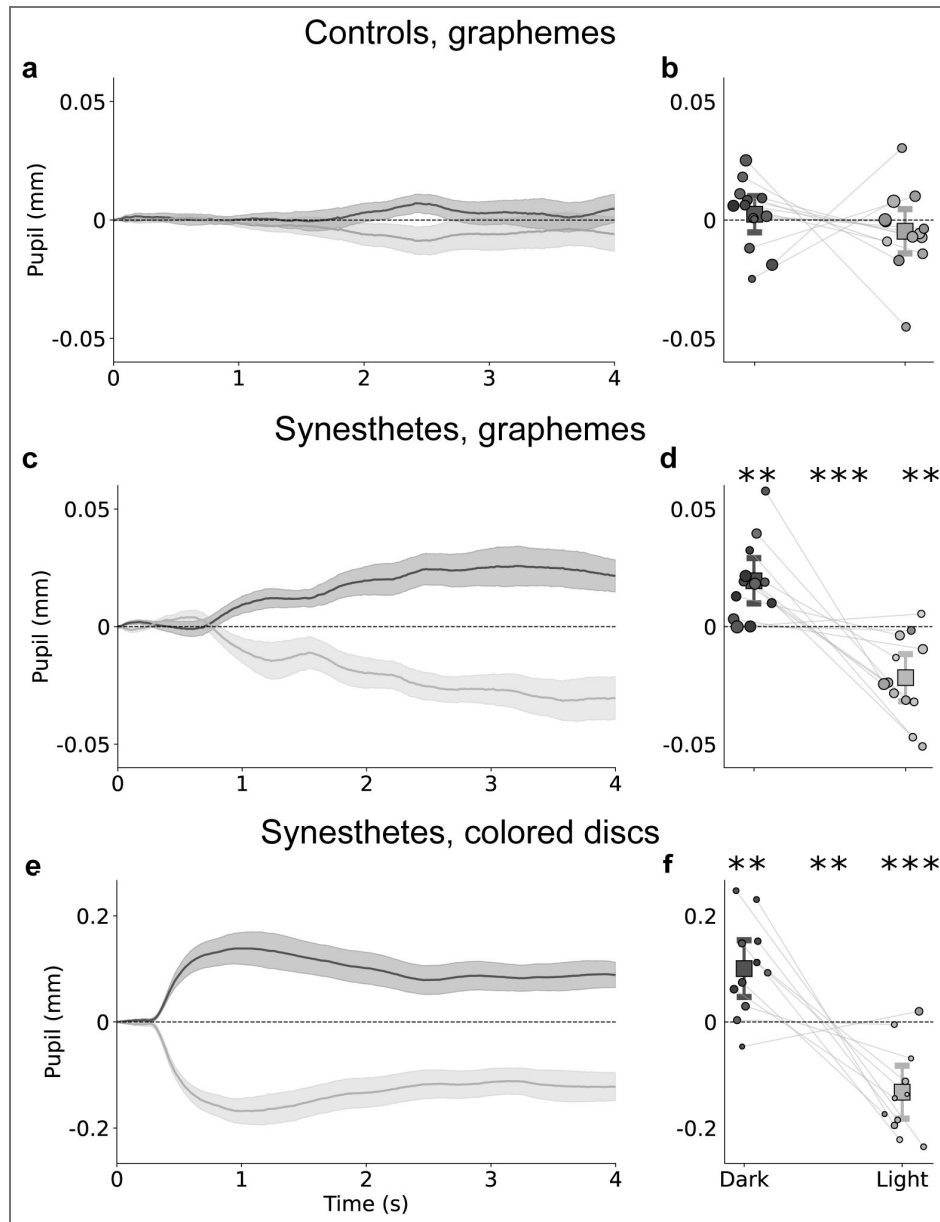 Controls, graphemes
a
b
0.05
0
-0.05
Pupil (mm)
0 1 2 3 4
0.05
0
-0.05
Synesthetes, graphemes
c
d
** *** **
0.05
0
-0.05
Pupil (mm)
0 1 2 3 4
0.05
0
-0.05
Synesthetes, colored discs
e
f
** ** ***
0.2
0
-0.2
Pupil (mm)
0 1 2 3 4
Time (s)
0.2
0
-0.2
Dark Light